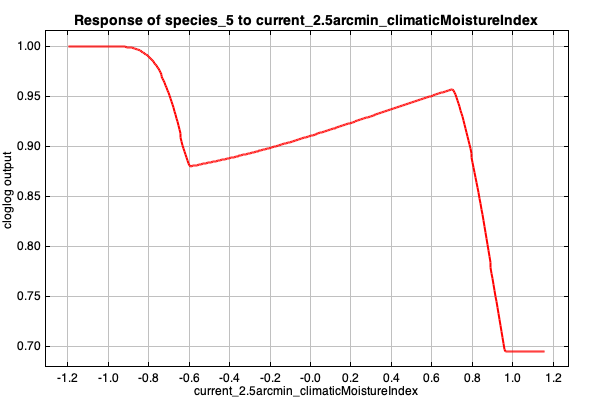 Response of species_5 to current_2.5arcmin_climaticMoistureIndex
cloglog output
1.00
0.95
0.90
0.85
0.80
0.75
0.70
-1.2 -1.0 -0.8 -0.6 -0.4 -0.2 -0.0 0.2 0.4 0.6 0.8 1.0 1.2
current_2.5arcmin_climaticMoistureIndex